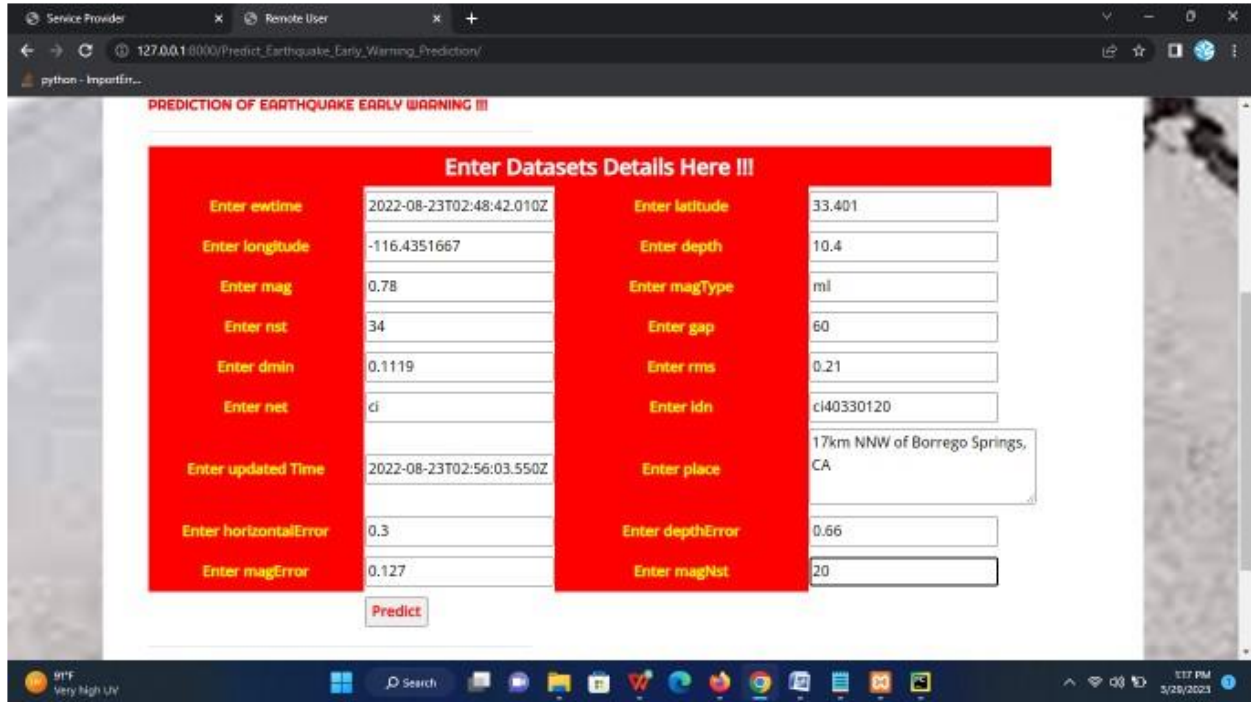 Service Provider
Remote User
127.0.0.1:8000/Predict_Earthquake_Early_Warning_Prediction/
python - ImportErr...
PREDICTION OF EARTHQUAKE EARLY WARNING !!!
Enter Datasets Details Here !!!
Enter ewtime 2022-08-23T02:48:42.010Z Enter latitude 33.401
Enter longitude -116.4351667 Enter depth 10.4
Enter mag 0.78 Enter magType ml
Enter nst 34 Enter gap 60
Enter dmin 0.1119 Enter rms 0.21
Enter net ci Enter idn ci40330120
Enter updated Time 2022-08-23T02:56:03.550Z Enter place 17km NNW of Borrego Springs,
CA
Enter horizontalError 0.3 Enter depthError 0.66
Enter magError 0.127 Enter magNst 20
Predict
91°F
Very high UV
Search
1:17 PM
5/29/2023